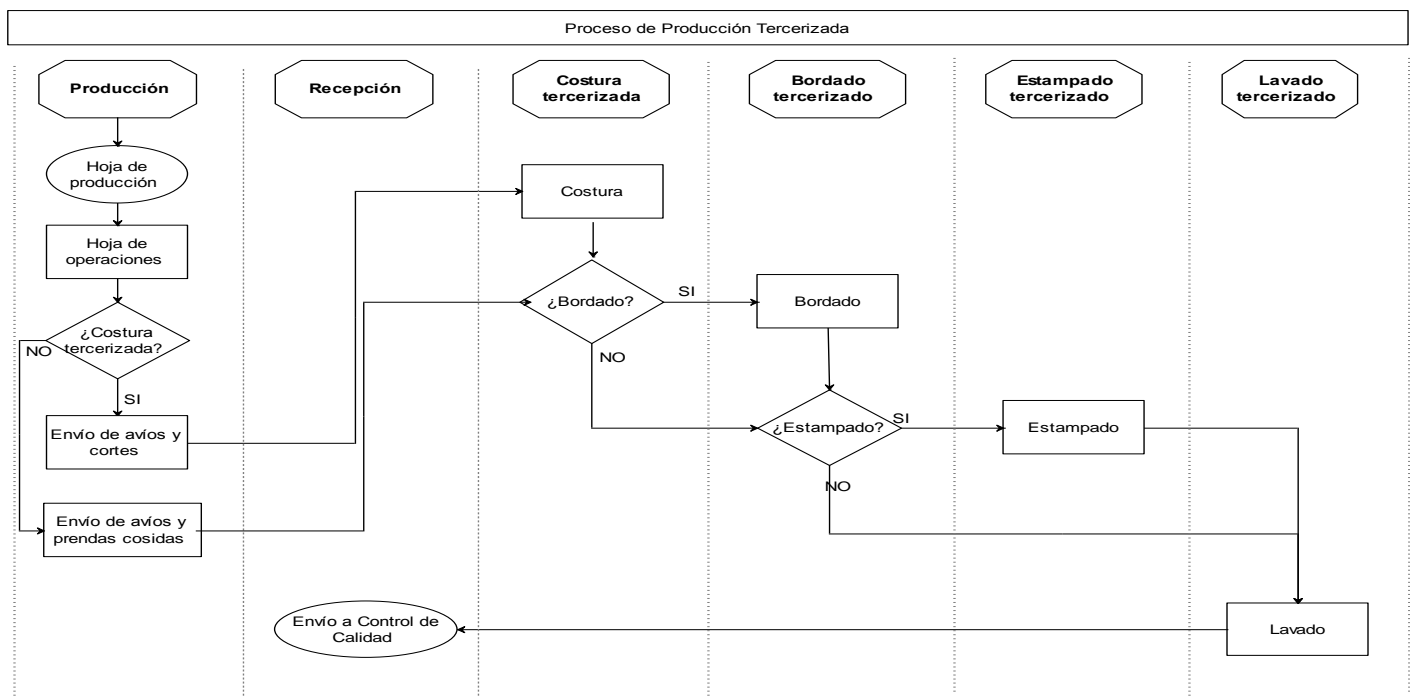 Proceso de Producción Tercerizada
Producción
Recepción
Costura
tercerizada
Bordado
tercerizado
Estampado
tercerizado
Lavado
tercerizado
Hoja de
producción
Hoja de
operaciones
¿Costura
tercerizada?
NO
SI
Envío de avíos y
cortes
Envío de avíos y
prendas cosidas
Costura
¿Bordado?
SI
NO
Bordado
¿Estampado?
SI
NO
Estampado
Lavado
Envío a Control de
Calidad